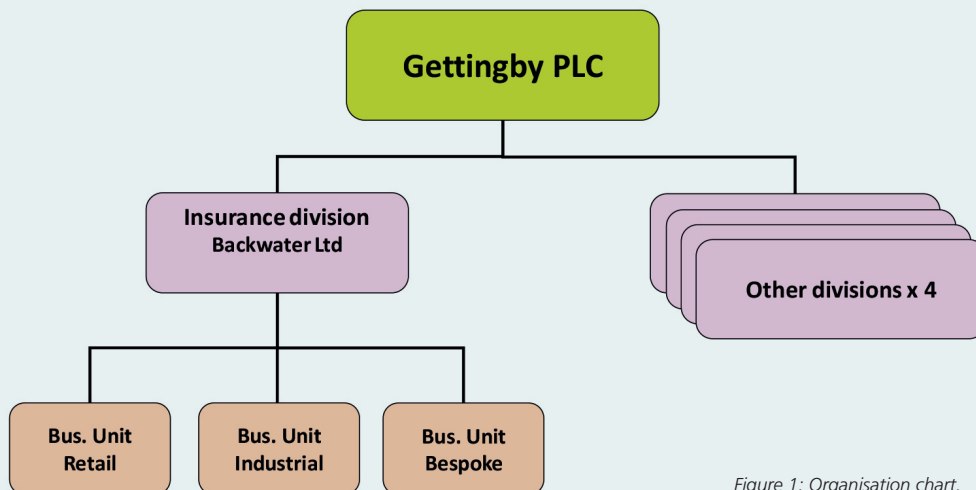 Gettingby PLC
Insurance division
Backwater Ltd
Other divisions x 4
Bus. Unit
Retail
Bus. Unit
Industrial
Bus. Unit
Bespoke
Figure 1: Organisation chart.